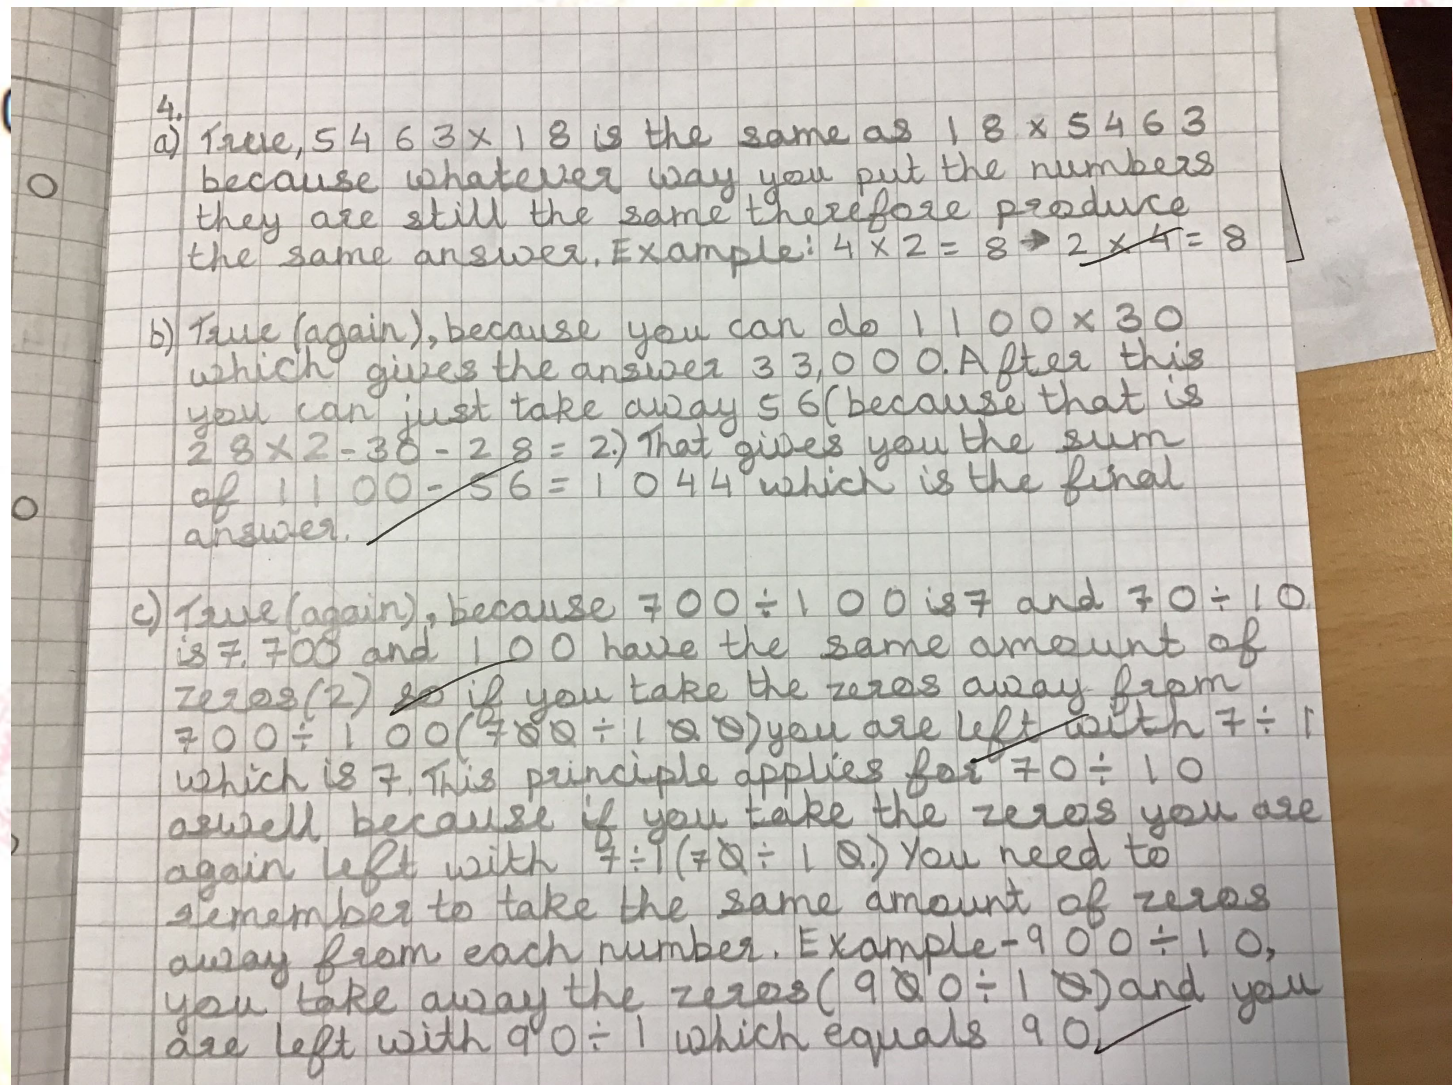 4.
a) True, 5463 x 18 is the same as 18 x 5463
because whatever way you put the numbers
they are still the same therefore produce
the same answer. Example: 4 x 2 = 8 → 2 x 4 = 8
b) True (again), because you can do 1100 x 30
which gives the answer 33,000. After this
you can just take away 56 (because that is
28 x 2 - 30 - 28 = 2.) That gives you the sum
of 1100 - 56 = 1044 which is the final
answer.
c) True (again), because 700 ÷ 100 is 7 and 70 ÷ 10
is 7. 700 and 100 have the same amount of
zeros (2) so if you take the zeros away from
700 ÷ 100 (700 ÷ 100) you are left with 7 ÷ 1
which is 7. This principle applies for 70 ÷ 10
aswell because if you take the zeros you are
again left with 7 ÷ 1 (70 ÷ 10.) You need to
remember to take the same amount of zeros
away from each number. Example - 900 ÷ 10,
you take away the zeros (900 ÷ 10) and you
are left with 90 ÷ 1 which equals 90.